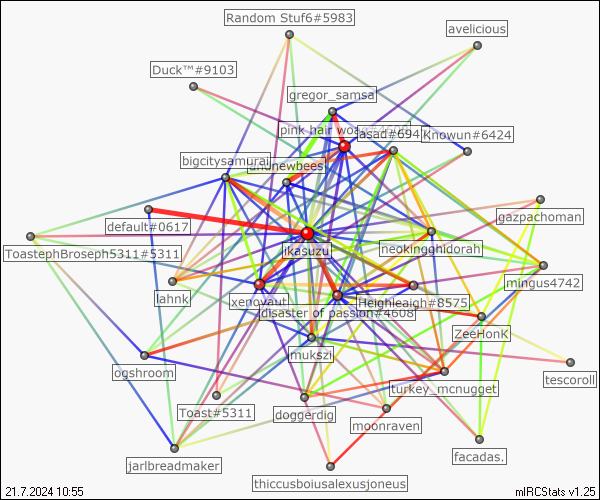 Random Stuf6#5983
avelicious
Duck™#9103
gregor_samsa
pink hair
asad#694
Knowun#6424
bigcitysamurai
gazpachoman
default#0617
neokingghidorah
ToastephBroseph5311#5311
ikasuzu
mingus4742
lahnk
xenovaut
Heighleaigh#8575
disaster of passion#4608
ZeeHonK
mukszi
ogshroom
tescoroll
turkey_mcnugget
Toast#5311
doggerdig
moonraven
facadas.
jarlbreadmaker
thiccusboiusalexusjoneus
21.7.2024 10:55
mIRCStats v1.25